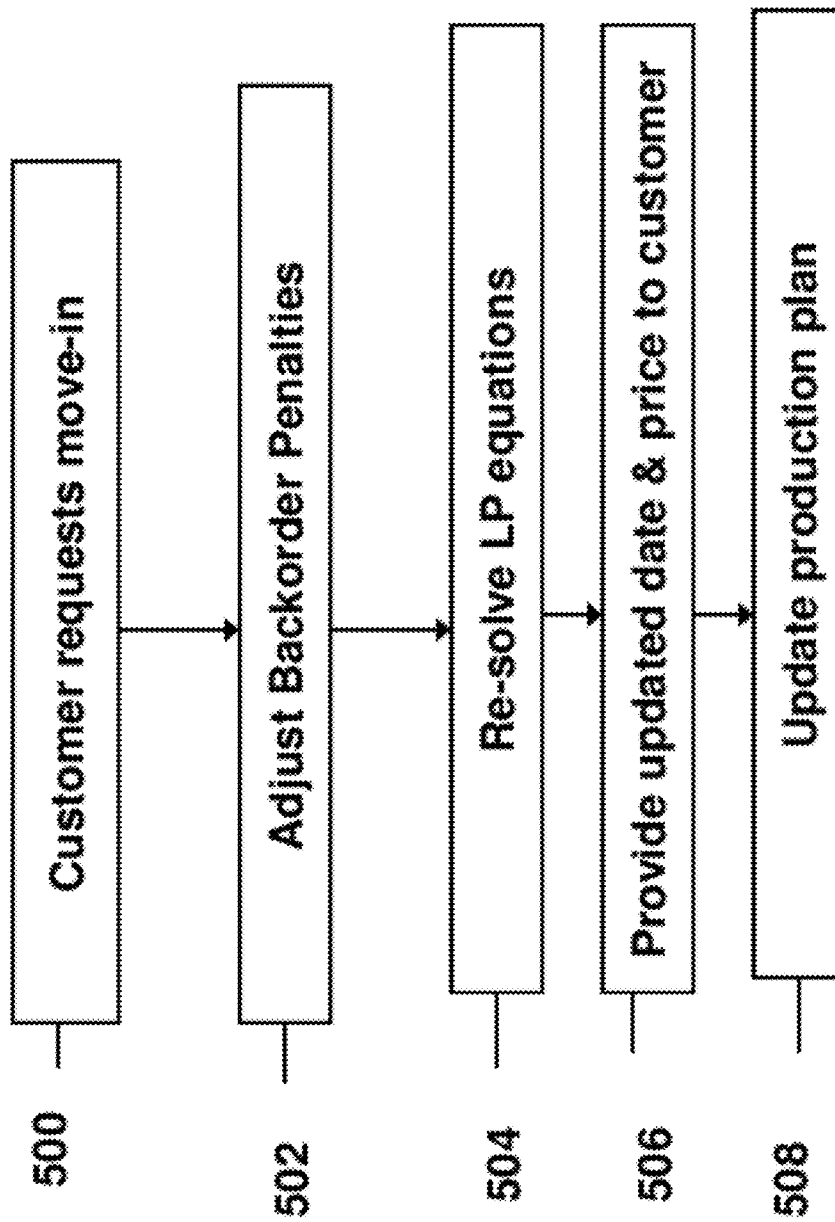 500 Customer requests move-in
502 Adjust Backorder Penalties
504 Re-solve LP equations
506 Provide updated date & price to customer
508 Update production plan